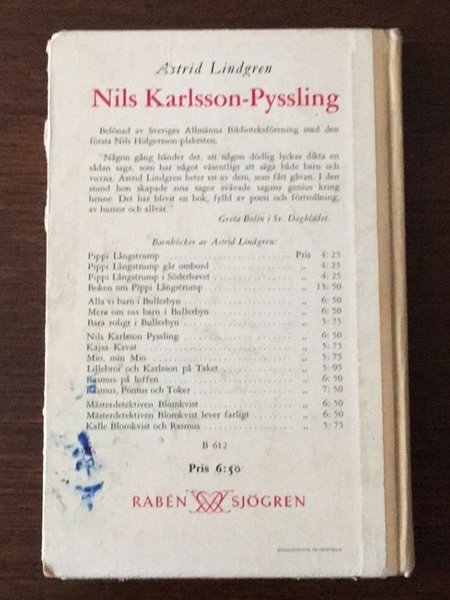 Astrid Lindgren
Nils Karlsson-Pyssling
Belönad av Sveriges Allmänna Biblioteksförening med den
första Nils Holgersson plaketten.
"Någon gång händer det, att någon dödlig lyckas dikta en
sådan saga, som har något väsentligt att säga både barn och
vuxna. Astrid Lindgren heter en av dem, som fått gåvan. I den
stund hon skapade sina sagor svävade sagans genius kring
henne. Det har blivit en bok, fylld av poesi och förtrollning,
av humor och allvar."
Greta Bolin i Sv. Dagbladet.
Barnböcker av Astrid Lindgren:
Pippi Långstrump Pris 4: 25
Pippi Långstrump går ombord „ 4: 25
Pippi Långstrump i Söderhavet „ 4: 25
Boken om Pippi Långstrump „ 13: 50
Alla vi barn i Bullerbyn „ 6: 50
Mera om oss barn i Bullerbyn „ 6: 50
Bara roligt i Bullerbyn „ 5: 75
Nils Karlsson Pyssling „ 6: 50
Kajsa Kavat „ 5: 75
Mio, min Mio „ 5: 75
Lillebror och Karlsson på Taket „ 5: 95
Rasmus på luffen „ 6: 50
Rasmus, Pontus och Toker „ 7: 50
Mästerdetektiven Blomkvist „ 6: 50
Mästerdetektiven Blomkvist lever farligt „ 6: 50
Kalle Blomkvist och Rasmus „ 5: 75
B 612
Pris 6: 50
RABÉN SJÖGREN